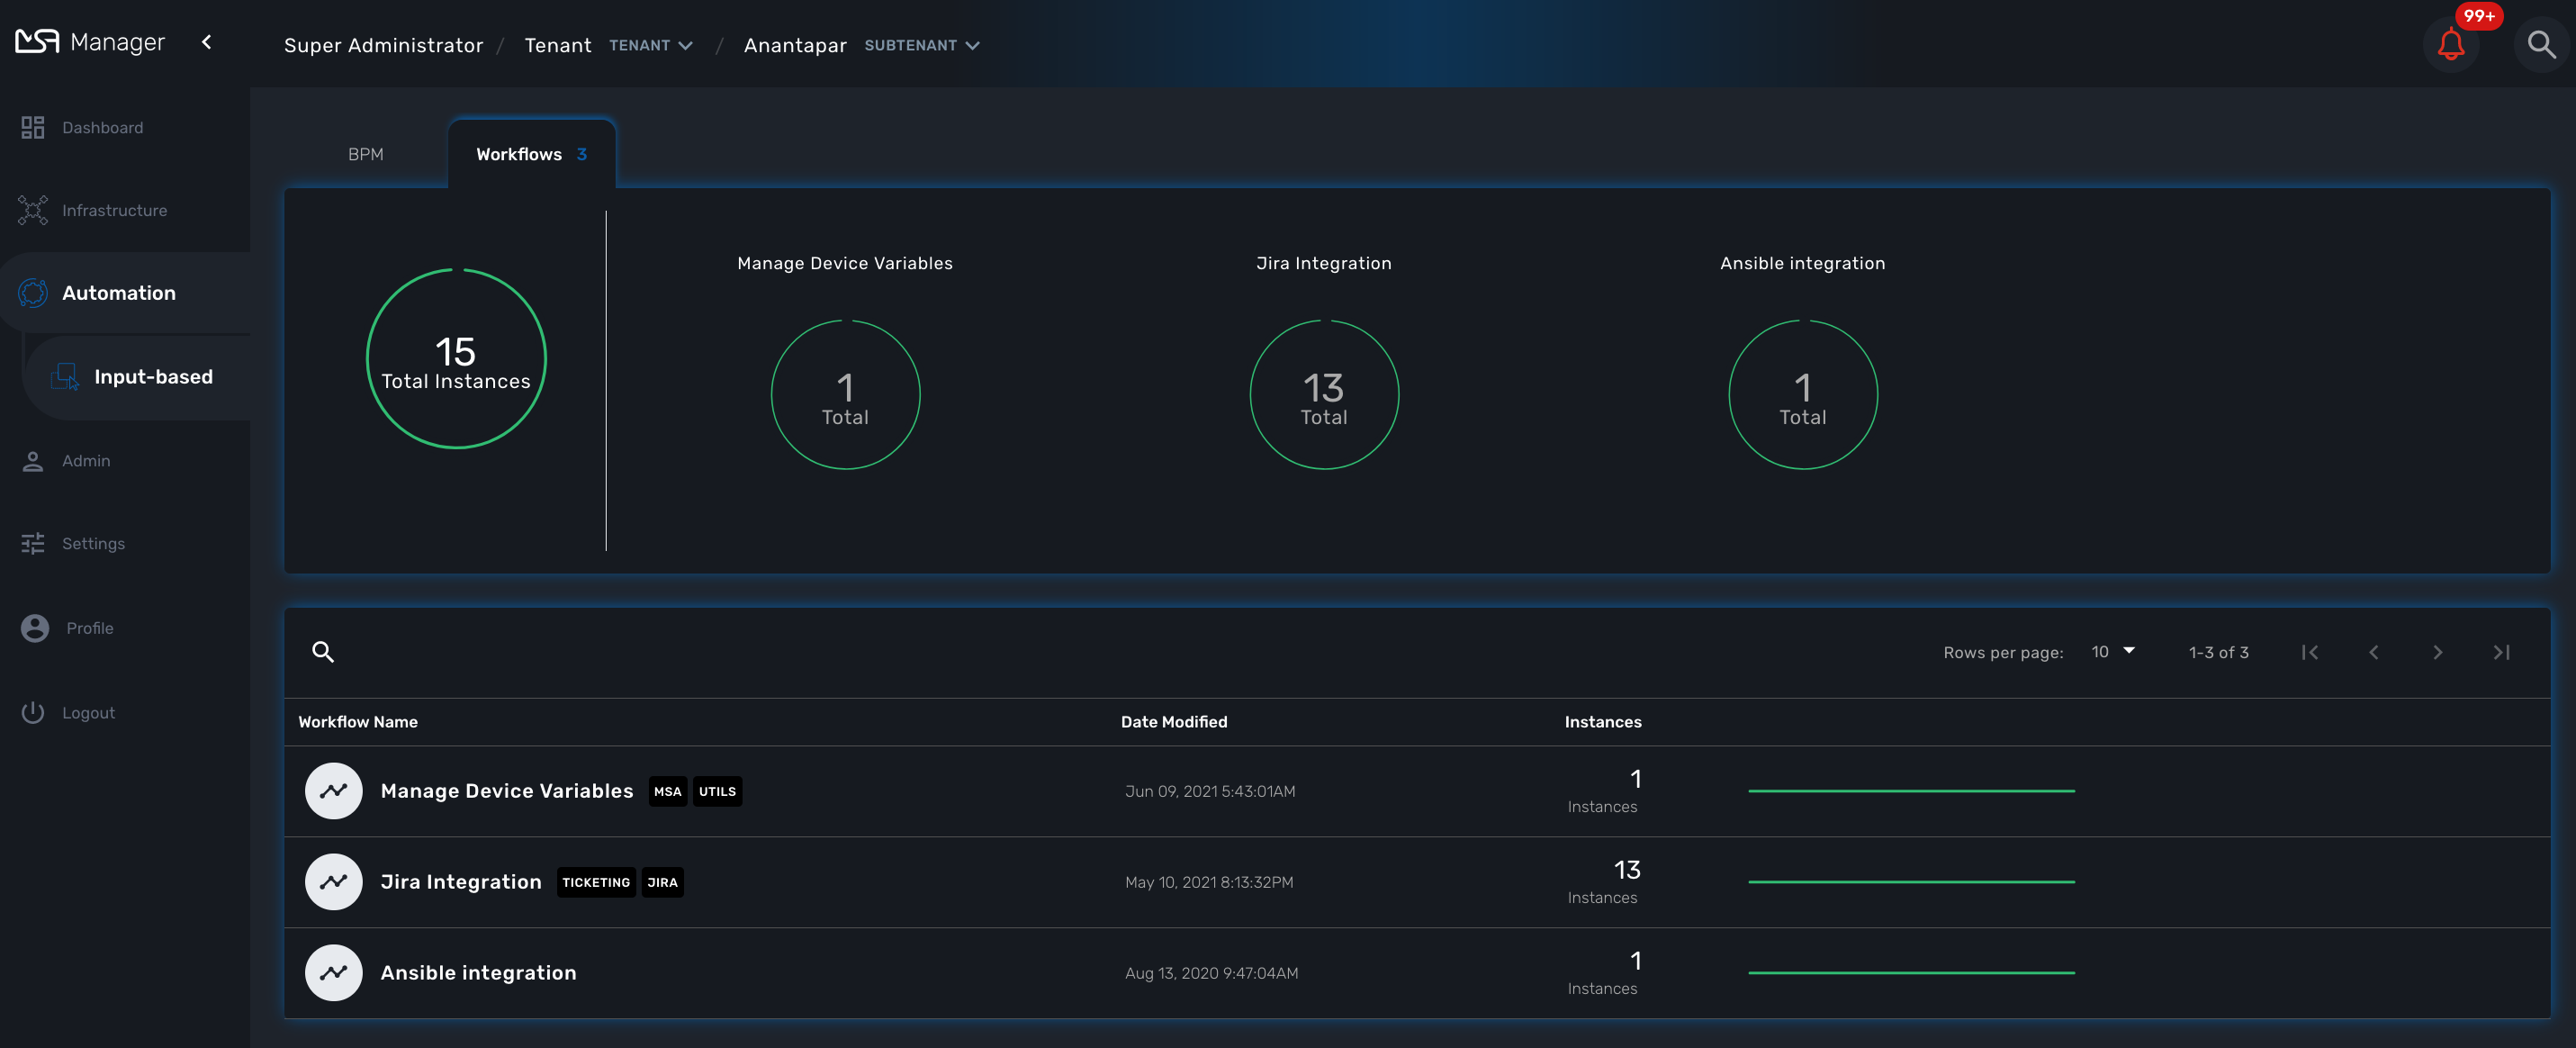 MSA Manager
Super Administrator / Tenant TENANT / Anantapar SUBTENANT
99+
Dashboard
Infrastructure
Automation
Input-based
Admin
Settings
Profile
Logout
BPM
Workflows 3
15
Total Instances
Manage Device Variables
1
Total
Jira Integration
13
Total
Ansible integration
1
Total
Rows per page: 10 1-3 of 3
Workflow Name Date Modified Instances
Manage Device Variables MSA UTILS Jun 09, 2021 5:43:01AM 1 Instances
Jira Integration TICKETING JIRA May 10, 2021 8:13:32PM 13 Instances
Ansible integration Aug 13, 2020 9:47:04AM 1 Instances